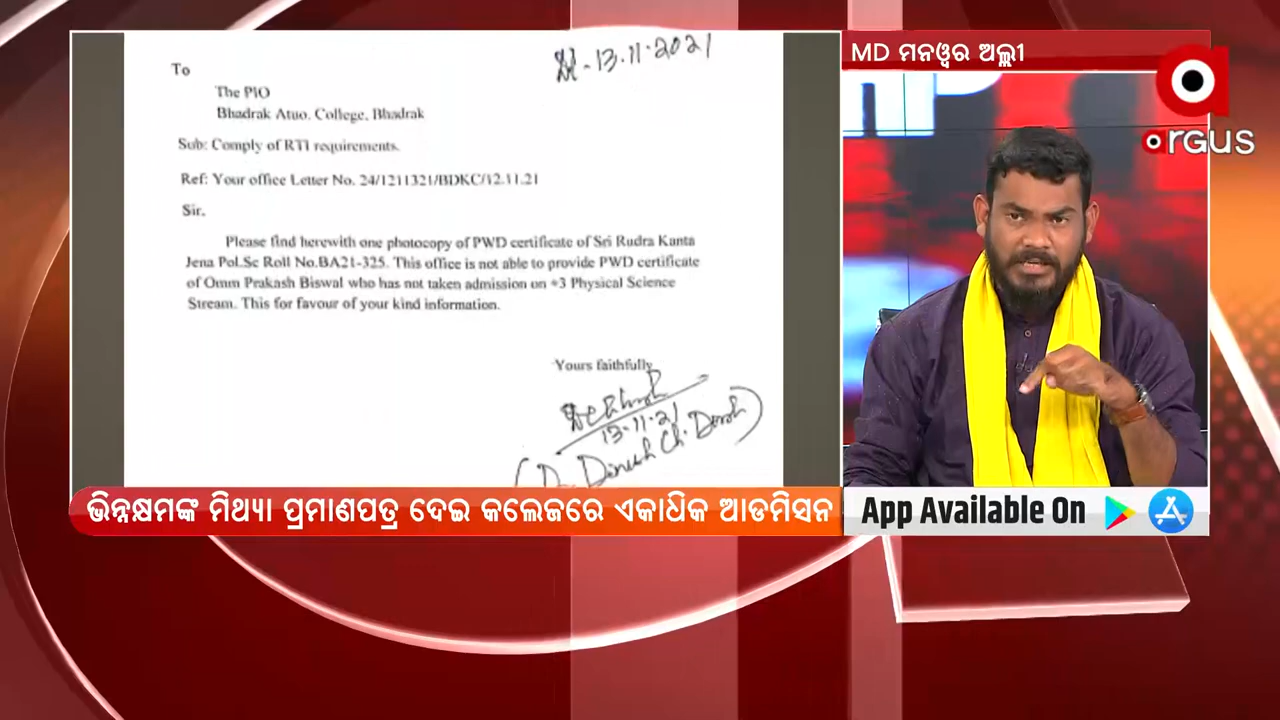 Dt-13.11.2021
To
The PIO
Bhadrak Atuo. College, Bhadrak
Sub: Comply of RTI requirements.
Ref: Your office Letter No. 24/1211321/BDKC/12.11.21
Sir,
Please find herewith one photocopy of PWD certificate of Sri Rudra Kanta
Jena Pol.Sc Roll No.BA21-325. This office is not able to provide PWD certificate
of Omm Prakash Biswal who has not taken admission on +3 Physical Science
Stream. This for favour of your kind information.
Yours faithfully
13-11-21
(Dr. Dinesh Ch. Dash)
ଭିନ୍ନକ୍ଷମଙ୍କ ମିଥ୍ୟା ପ୍ରମାଣପତ୍ର ଦେଇ କଲେଜରେ ଏକାଧିକ ଆଡମିସନ
MD ମନଓ୍ବର ଅଲ୍ଲୀ
argus
App Available On